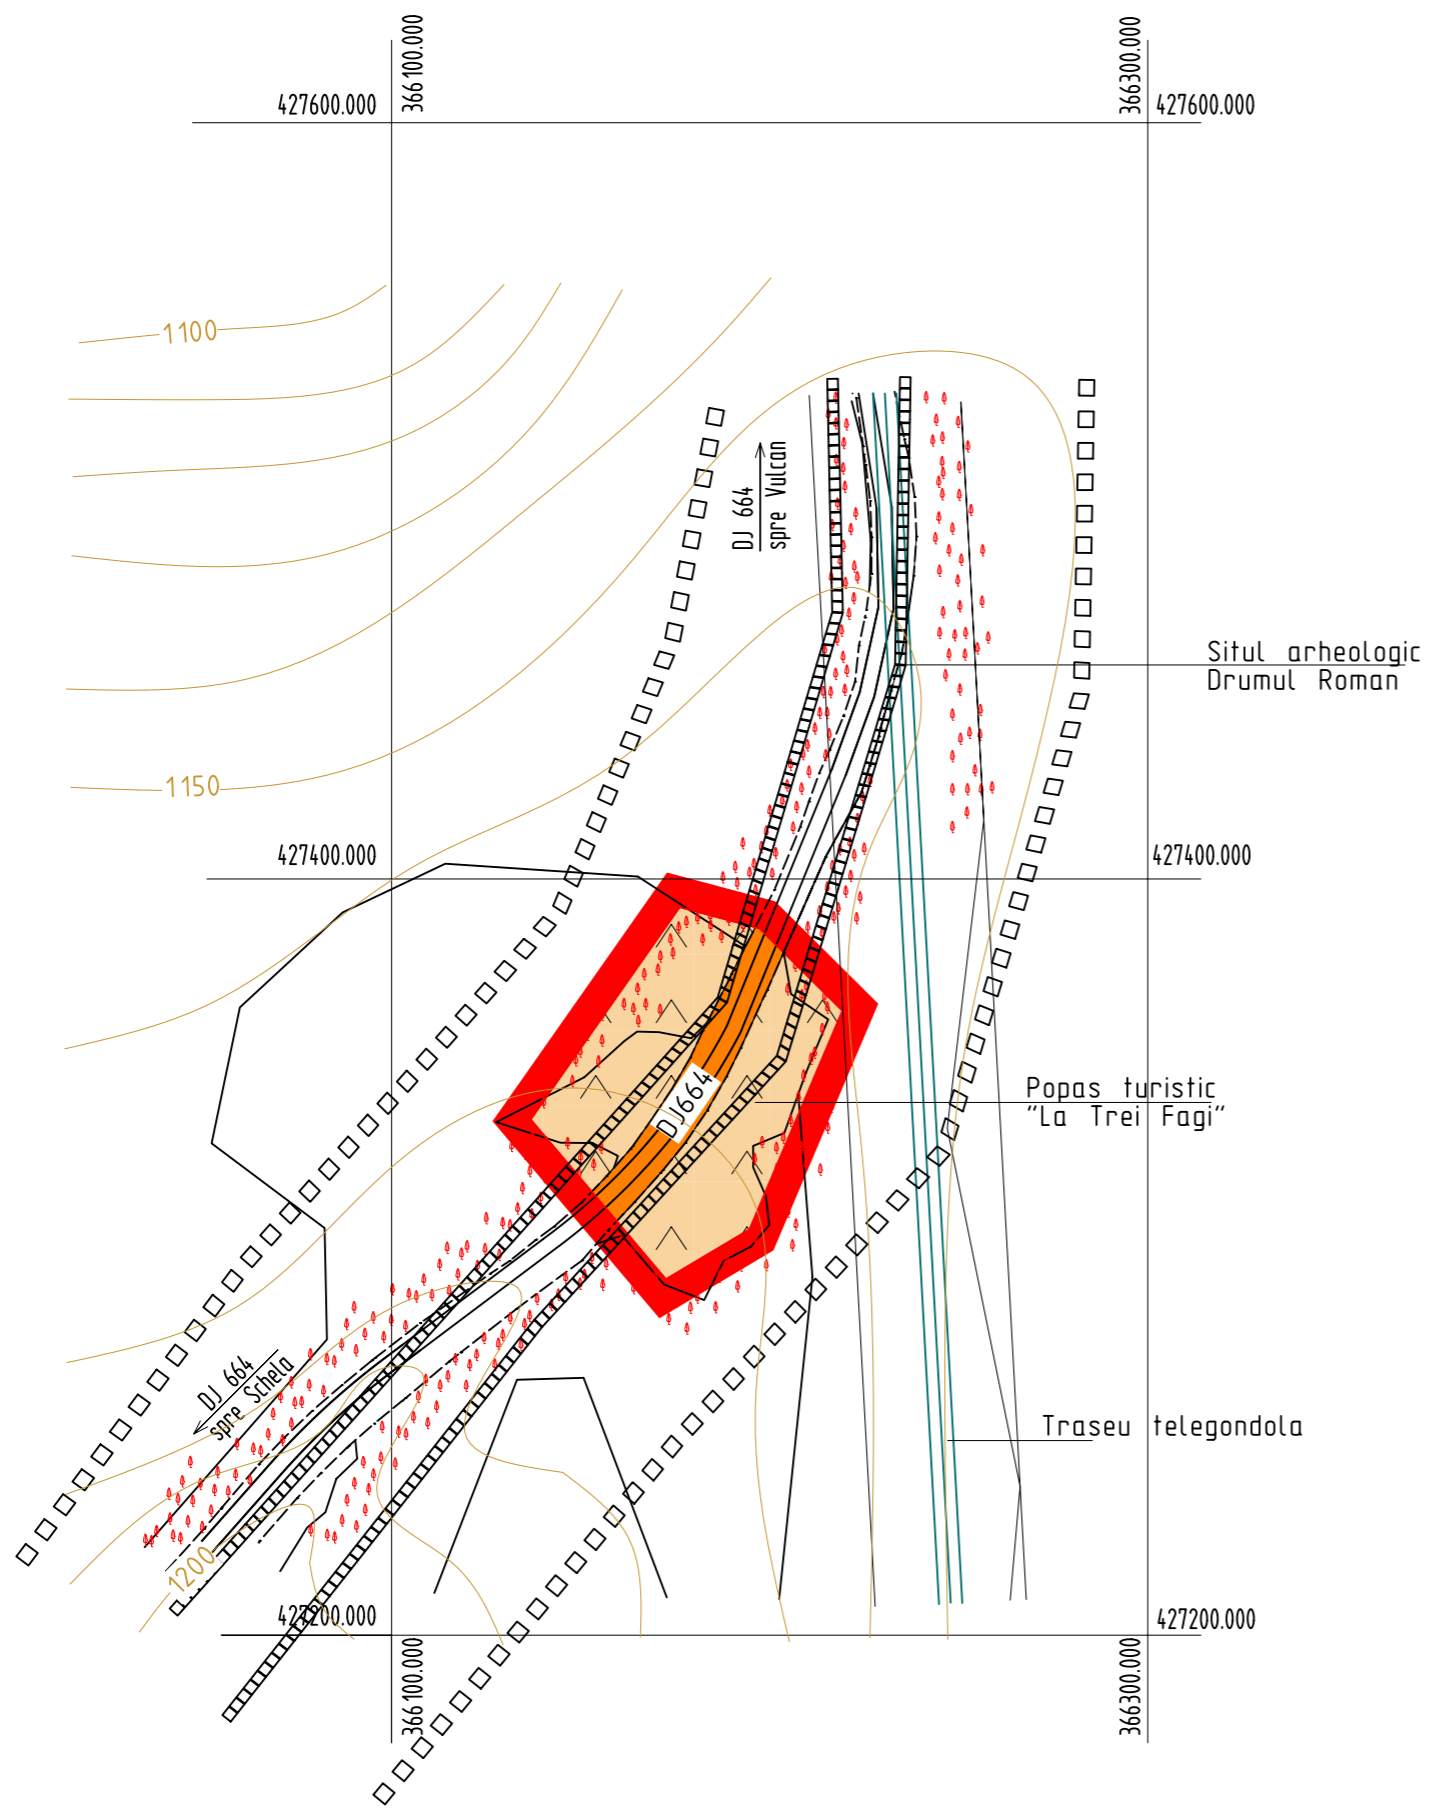 366100.000
366300.000
427600.000
427600.000
1100
DJ 664
spre Vulcan
Situl arheologic
Drumul Roman
1150
427400.000
427400.000
DJ664
Popas turistic
"La Trei Fagi"
DJ 664
spre Schela
Traseu telegondola
1200
427200.000
427200.000
366100.000
366300.000